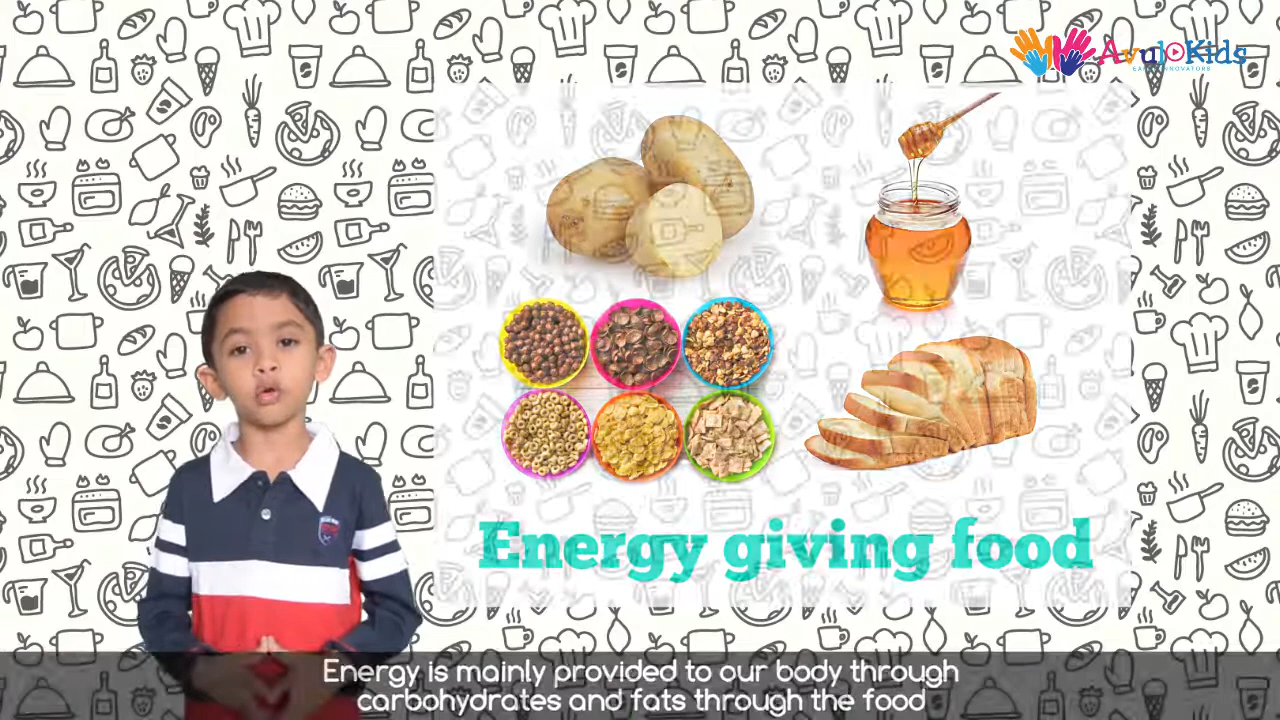 AvuloKids
Energy giving food
Energy is mainly provided to our body through
carbohydrates and fats through the food